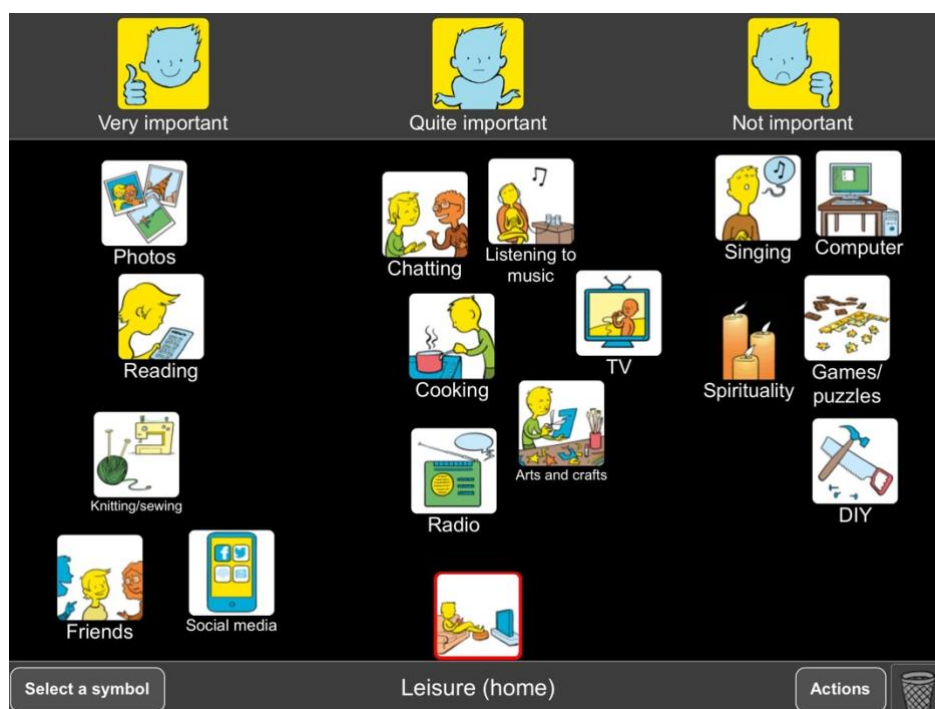 Very important
Quite important
Not important
Photos
Chatting
Listening to
music
Singing
Computer
Reading
Cooking
TV
Spirituality
Games/
puzzles
Knitting/sewing
Radio
Arts and crafts
DIY
Friends
Social media
Select a symbol
Leisure (home)
Actions